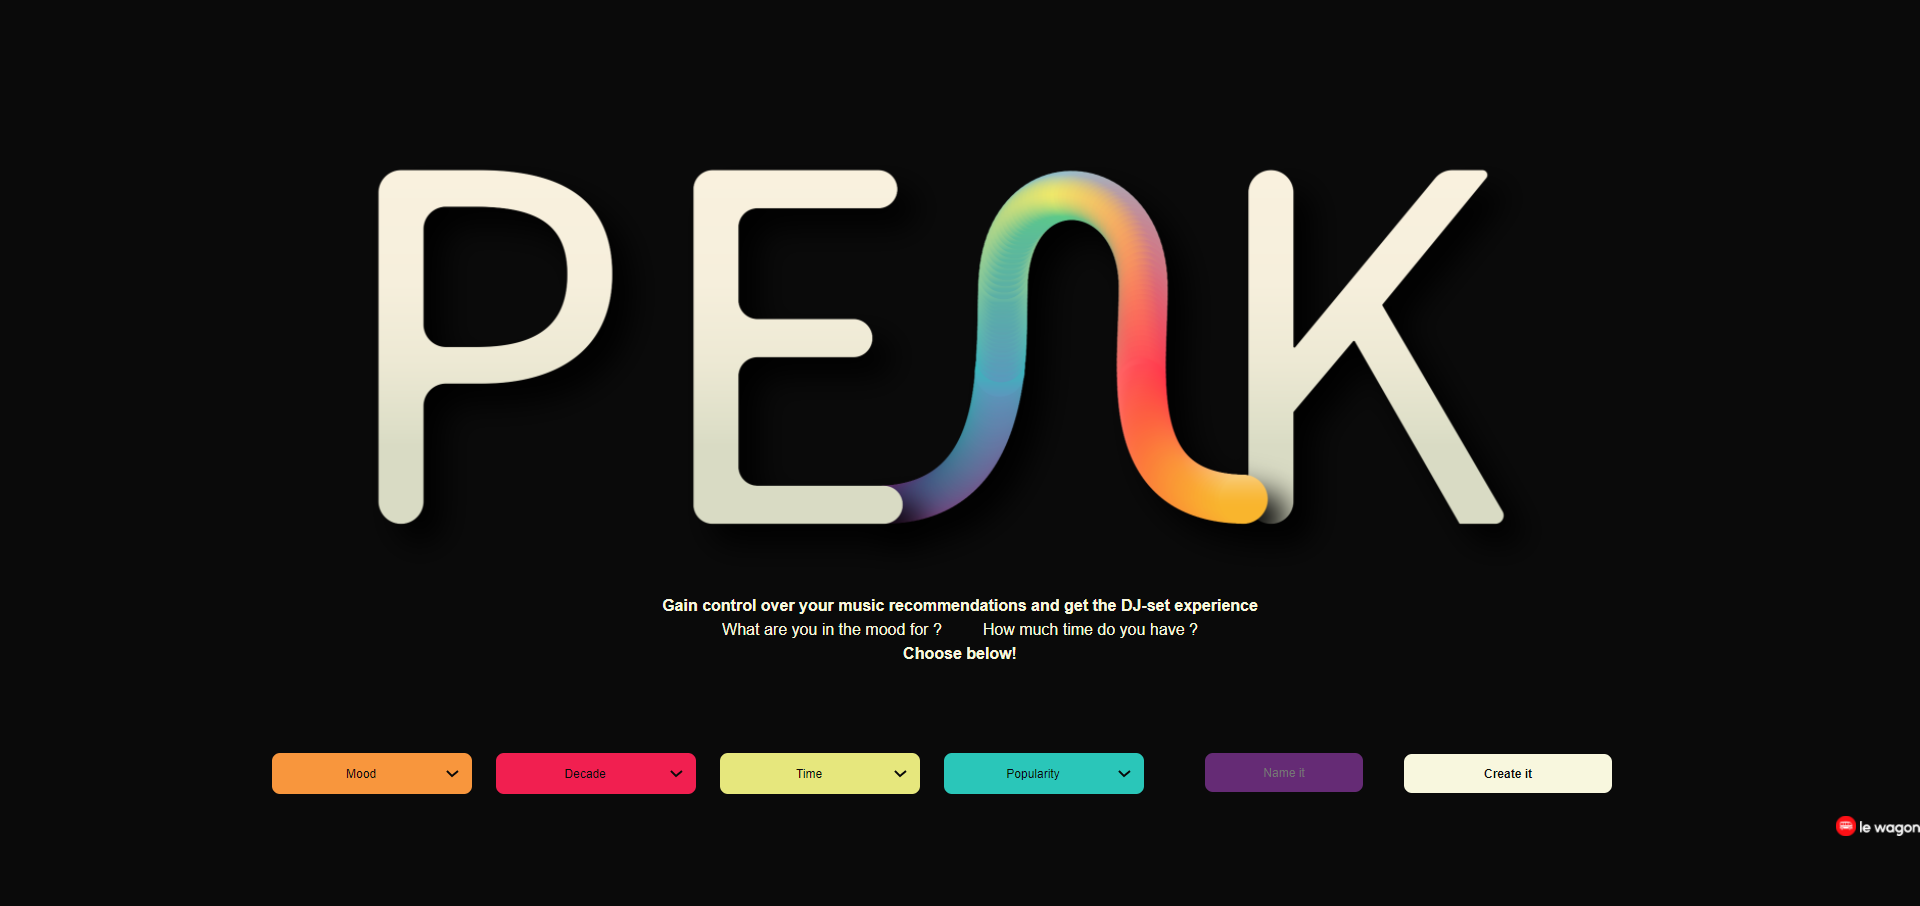 PEAK
Gain control over your music recommendations and get the DJ-set experience
What are you in the mood for ? How much time do you have ?
Choose below!
Mood Decade Time Popularity Name it Create it
le wagon